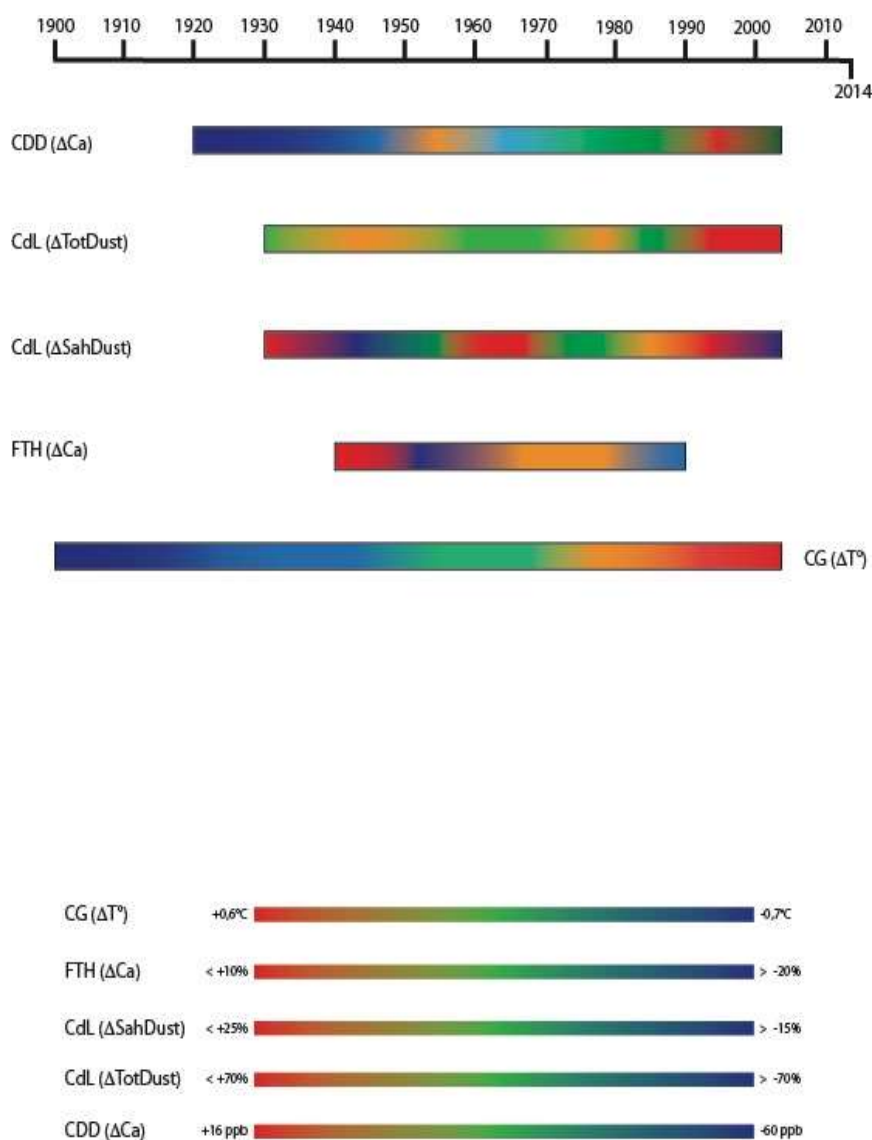 1900 1910 1920 1930 1940 1950 1960 1970 1980 1990 2000 2010
2014
CDD (ΔCa)
CdL (ΔTotDust)
CdL (ΔSahDust)
FTH (ΔCa)
CG (ΔT°)
CG (ΔT°) +0,6°C -0,7°C
FTH (ΔCa) < +10% > -20%
CdL (ΔSahDust) < +25% > -15%
CdL (ΔTotDust) < +70% > -70%
CDD (ΔCa) +16 ppb -60 ppb